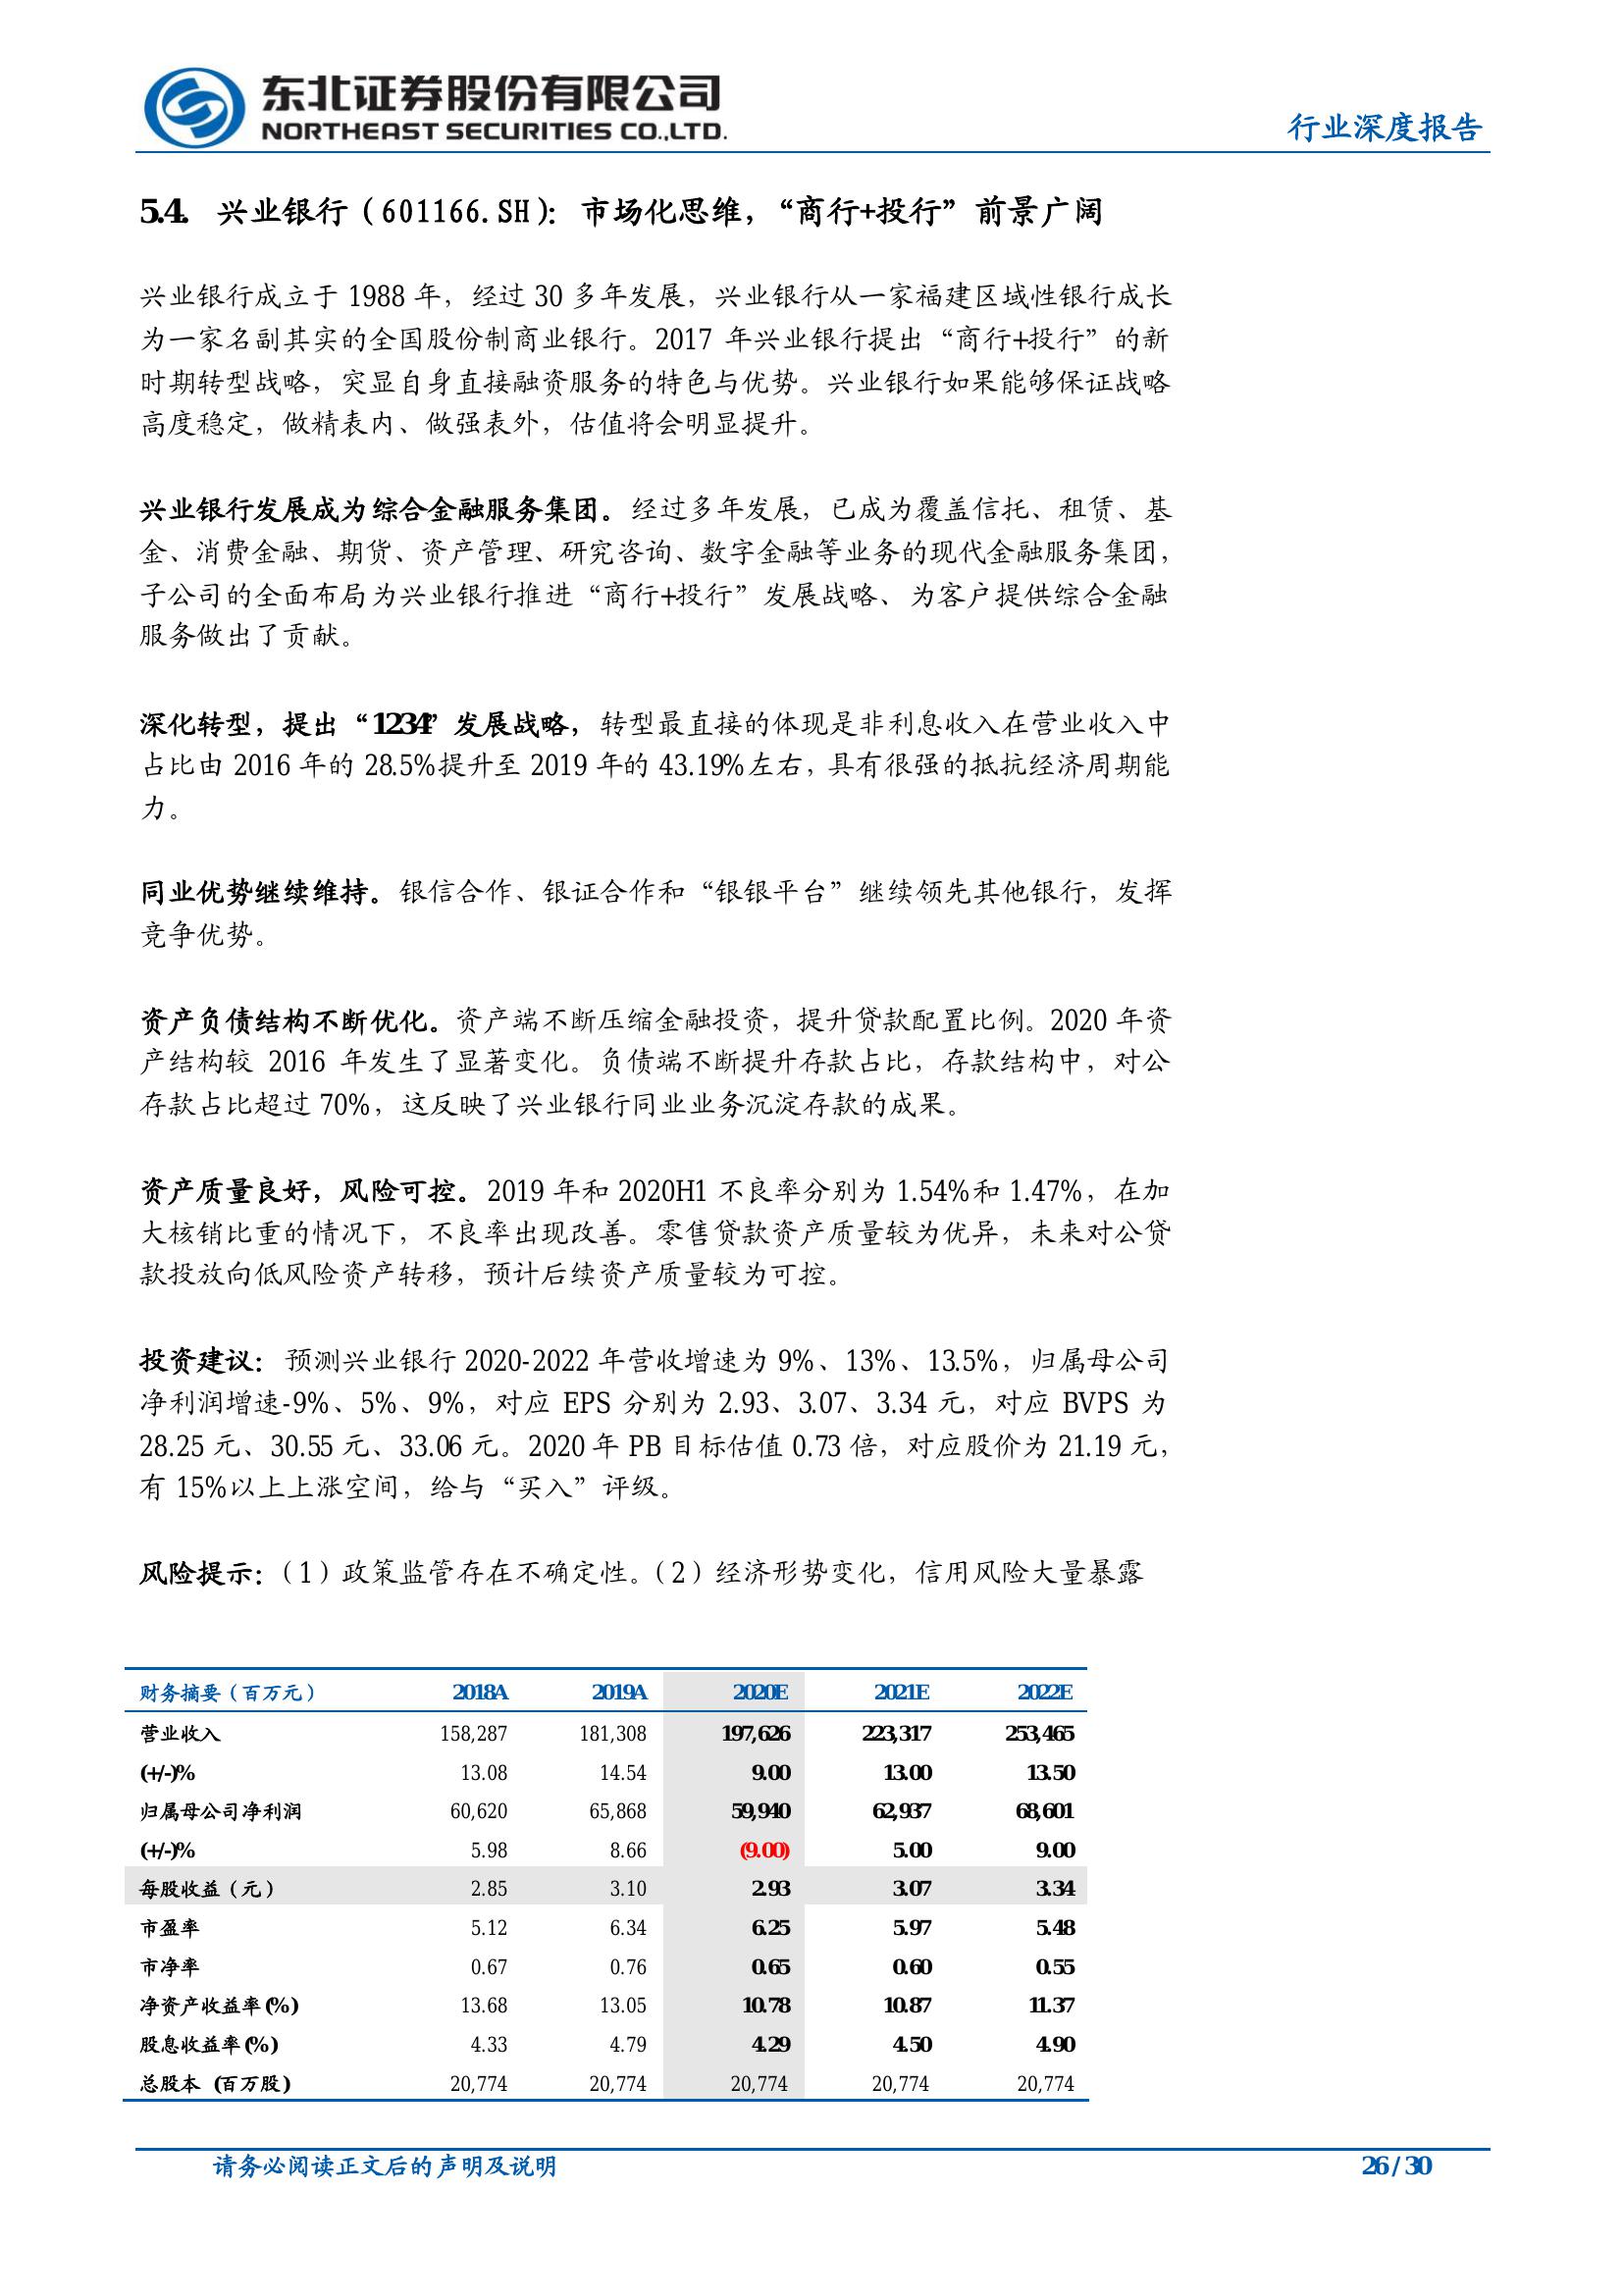 东北证券股份有限公司
NORTHEAST SECURITIES CO.,LTD.
行业深度报告
5.4. 兴业银行（601166.SH）：市场化思维，“商行+投行”前景广阔
兴业银行成立于 1988 年，经过 30 多年发展，兴业银行从一家福建区域性银行成长
为一家名副其实的全国股份制商业银行。2017 年兴业银行提出“商行+投行”的新
时期转型战略，突显自身直接融资服务的特色与优势。兴业银行如果能够保证战略
高度稳定，做精表内、做强表外，估值将会明显提升。
兴业银行发展成为综合金融服务集团。经过多年发展，已成为覆盖信托、租赁、基
金、消费金融、期货、资产管理、研究咨询、数字金融等业务的现代金融服务集团，
子公司的全面布局为兴业银行推进“商行+投行”发展战略、为客户提供综合金融
服务做出了贡献。
深化转型，提出“1234”发展战略，转型最直接的体现是非利息收入在营业收入中
占比由 2016 年的 28.5%提升至 2019 年的 43.19%左右，具有很强的抵抗经济周期能
力。
同业优势继续维持。银信合作、银证合作和“银银平台”继续领先其他银行，发挥
竞争优势。
资产负债结构不断优化。资产端不断压缩金融投资，提升贷款配置比例。2020 年资
产结构较 2016 年发生了显著变化。负债端不断提升存款占比，存款结构中，对公
存款占比超过 70%，这反映了兴业银行同业业务沉淀存款的成果。
资产质量良好，风险可控。2019 年和 2020H1 不良率分别为 1.54%和 1.47%，在加
大核销比重的情况下，不良率出现改善。零售贷款资产质量较为优异，未来对公贷
款投放向低风险资产转移，预计后续资产质量较为可控。
投资建议：预测兴业银行 2020-2022 年营收增速为 9%、13%、13.5%，归属母公司
净利润增速-9%、5%、9%，对应 EPS 分别为 2.93、3.07、3.34 元，对应 BVPS 为
28.25 元、30.55 元、33.06 元。2020 年 PB 目标估值 0.73 倍，对应股价为 21.19 元，
有 15%以上上涨空间，给与“买入”评级。
风险提示：（1）政策监管存在不确定性。（2）经济形势变化，信用风险大量暴露
财务摘要（百万元） 2018A 2019A 2020E 2021E 2022E
营业收入 158,287 181,308 197,626 223,317 253,465
(+/-)% 13.08 14.54 9.00 13.00 13.50
归属母公司净利润 60,620 65,868 59,940 62,937 68,601
(+/-)% 5.98 8.66 (9.00) 5.00 9.00
每股收益（元） 2.85 3.10 2.93 3.07 3.34
市盈率 5.12 6.34 6.25 5.97 5.48
市净率 0.67 0.76 0.65 0.60 0.55
净资产收益率(%) 13.68 13.05 10.78 10.87 11.37
股息收益率(%) 4.33 4.79 4.29 4.50 4.90
总股本 (百万股) 20,774 20,774 20,774 20,774 20,774
请务必阅读正文后的声明及说明 26 / 30